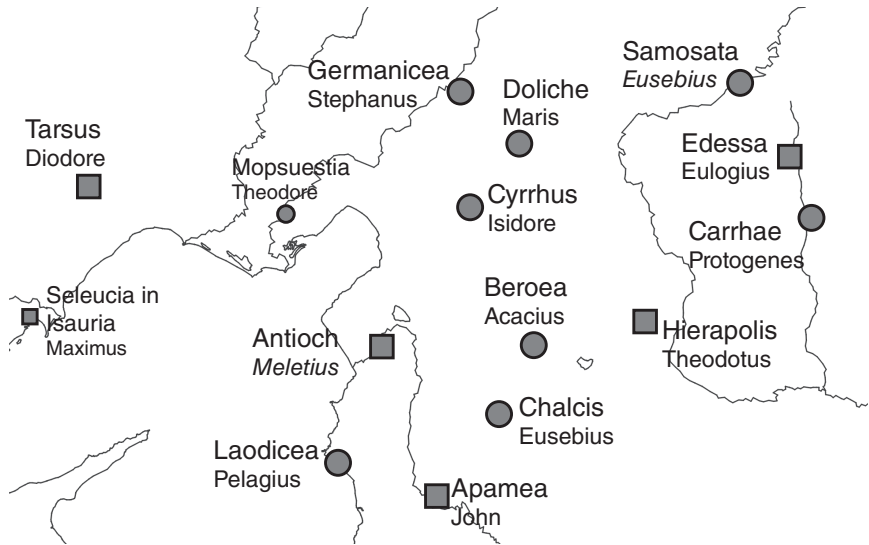 Samosata
Eusebius
Germanicea
Stephanus
Doliche
Maris
Tarsus
Diodore
Edessa
Eulogius
Mopsuestia
Theodore
Cyrrhus
Isidore
Carrhae
Protogenes
Seleucia in
Isauria
Maximus
Beroea
Acacius
Antioch
Meletius
Hierapolis
Theodotus
Chalcis
Eusebius
Laodicea
Pelagius
Apamea
John